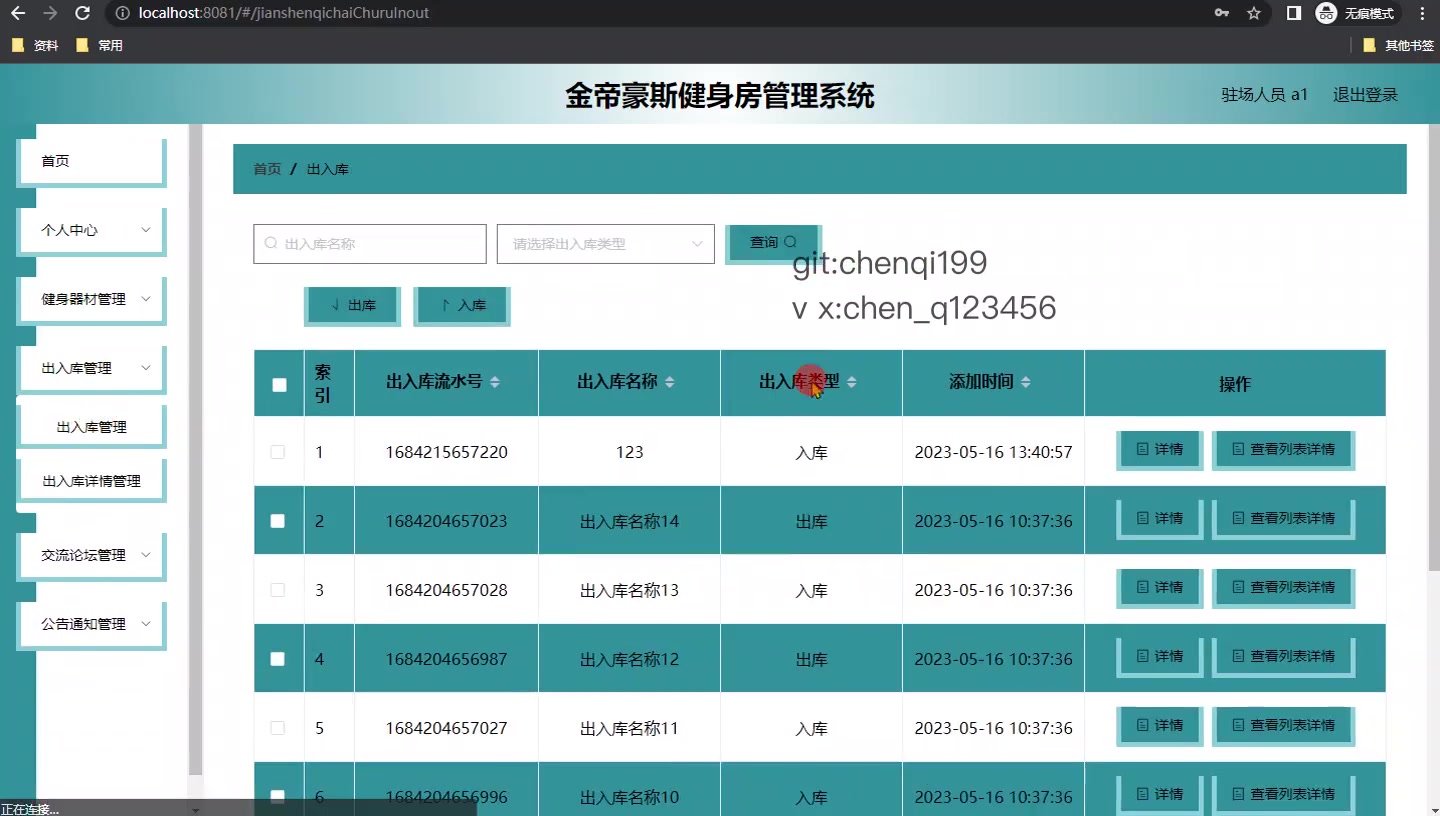 localhost:8081/#/jianshenqichaiChuruInout
无痕模式
资料
常用
其他书签
金帝豪斯健身房管理系统
驻场人员 a1
退出登录
首页
个人中心
健身器材管理
出入库管理
出入库管理
出入库详情管理
交流论坛管理
公告通知管理
首页 / 出入库
出入库名称
请选择出入库类型
查询
git:chenqi199
v x:chen_q123456
出库
入库
索引 出入库流水号 出入库名称 出入库类型 添加时间 操作
1 1684215657220 123 入库 2023-05-16 13:40:57 详情 查看列表详情
2 1684204657023 出入库名称14 出库 2023-05-16 10:37:36 详情 查看列表详情
3 1684204657028 出入库名称13 入库 2023-05-16 10:37:36 详情 查看列表详情
4 1684204656987 出入库名称12 出库 2023-05-16 10:37:36 详情 查看列表详情
5 1684204657027 出入库名称11 入库 2023-05-16 10:37:36 详情 查看列表详情
6 1684204656996 出入库名称10 入库 2023-05-16 10:37:36 详情 查看列表详情
正在连接...